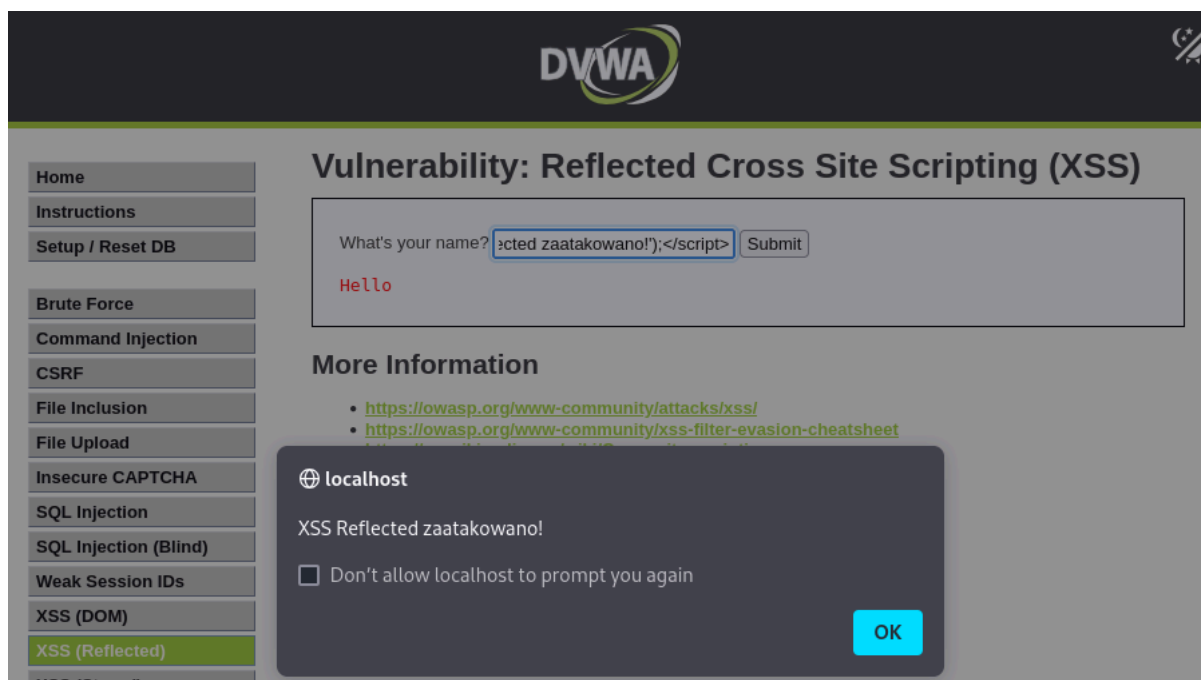 DVWA
Vulnerability: Reflected Cross Site Scripting (XSS)
Home
Instructions
Setup / Reset DB
Brute Force
Command Injection
CSRF
File Inclusion
File Upload
Insecure CAPTCHA
SQL Injection
SQL Injection (Blind)
Weak Session IDs
XSS (DOM)
XSS (Reflected)
What's your name? ected zaatakowano!');</script> Submit
Hello
More Information
• https://owasp.org/www-community/attacks/xss/
• https://owasp.org/www-community/xss-filter-evasion-cheatsheet
localhost
XSS Reflected zaatakowano!
Don't allow localhost to prompt you again
OK